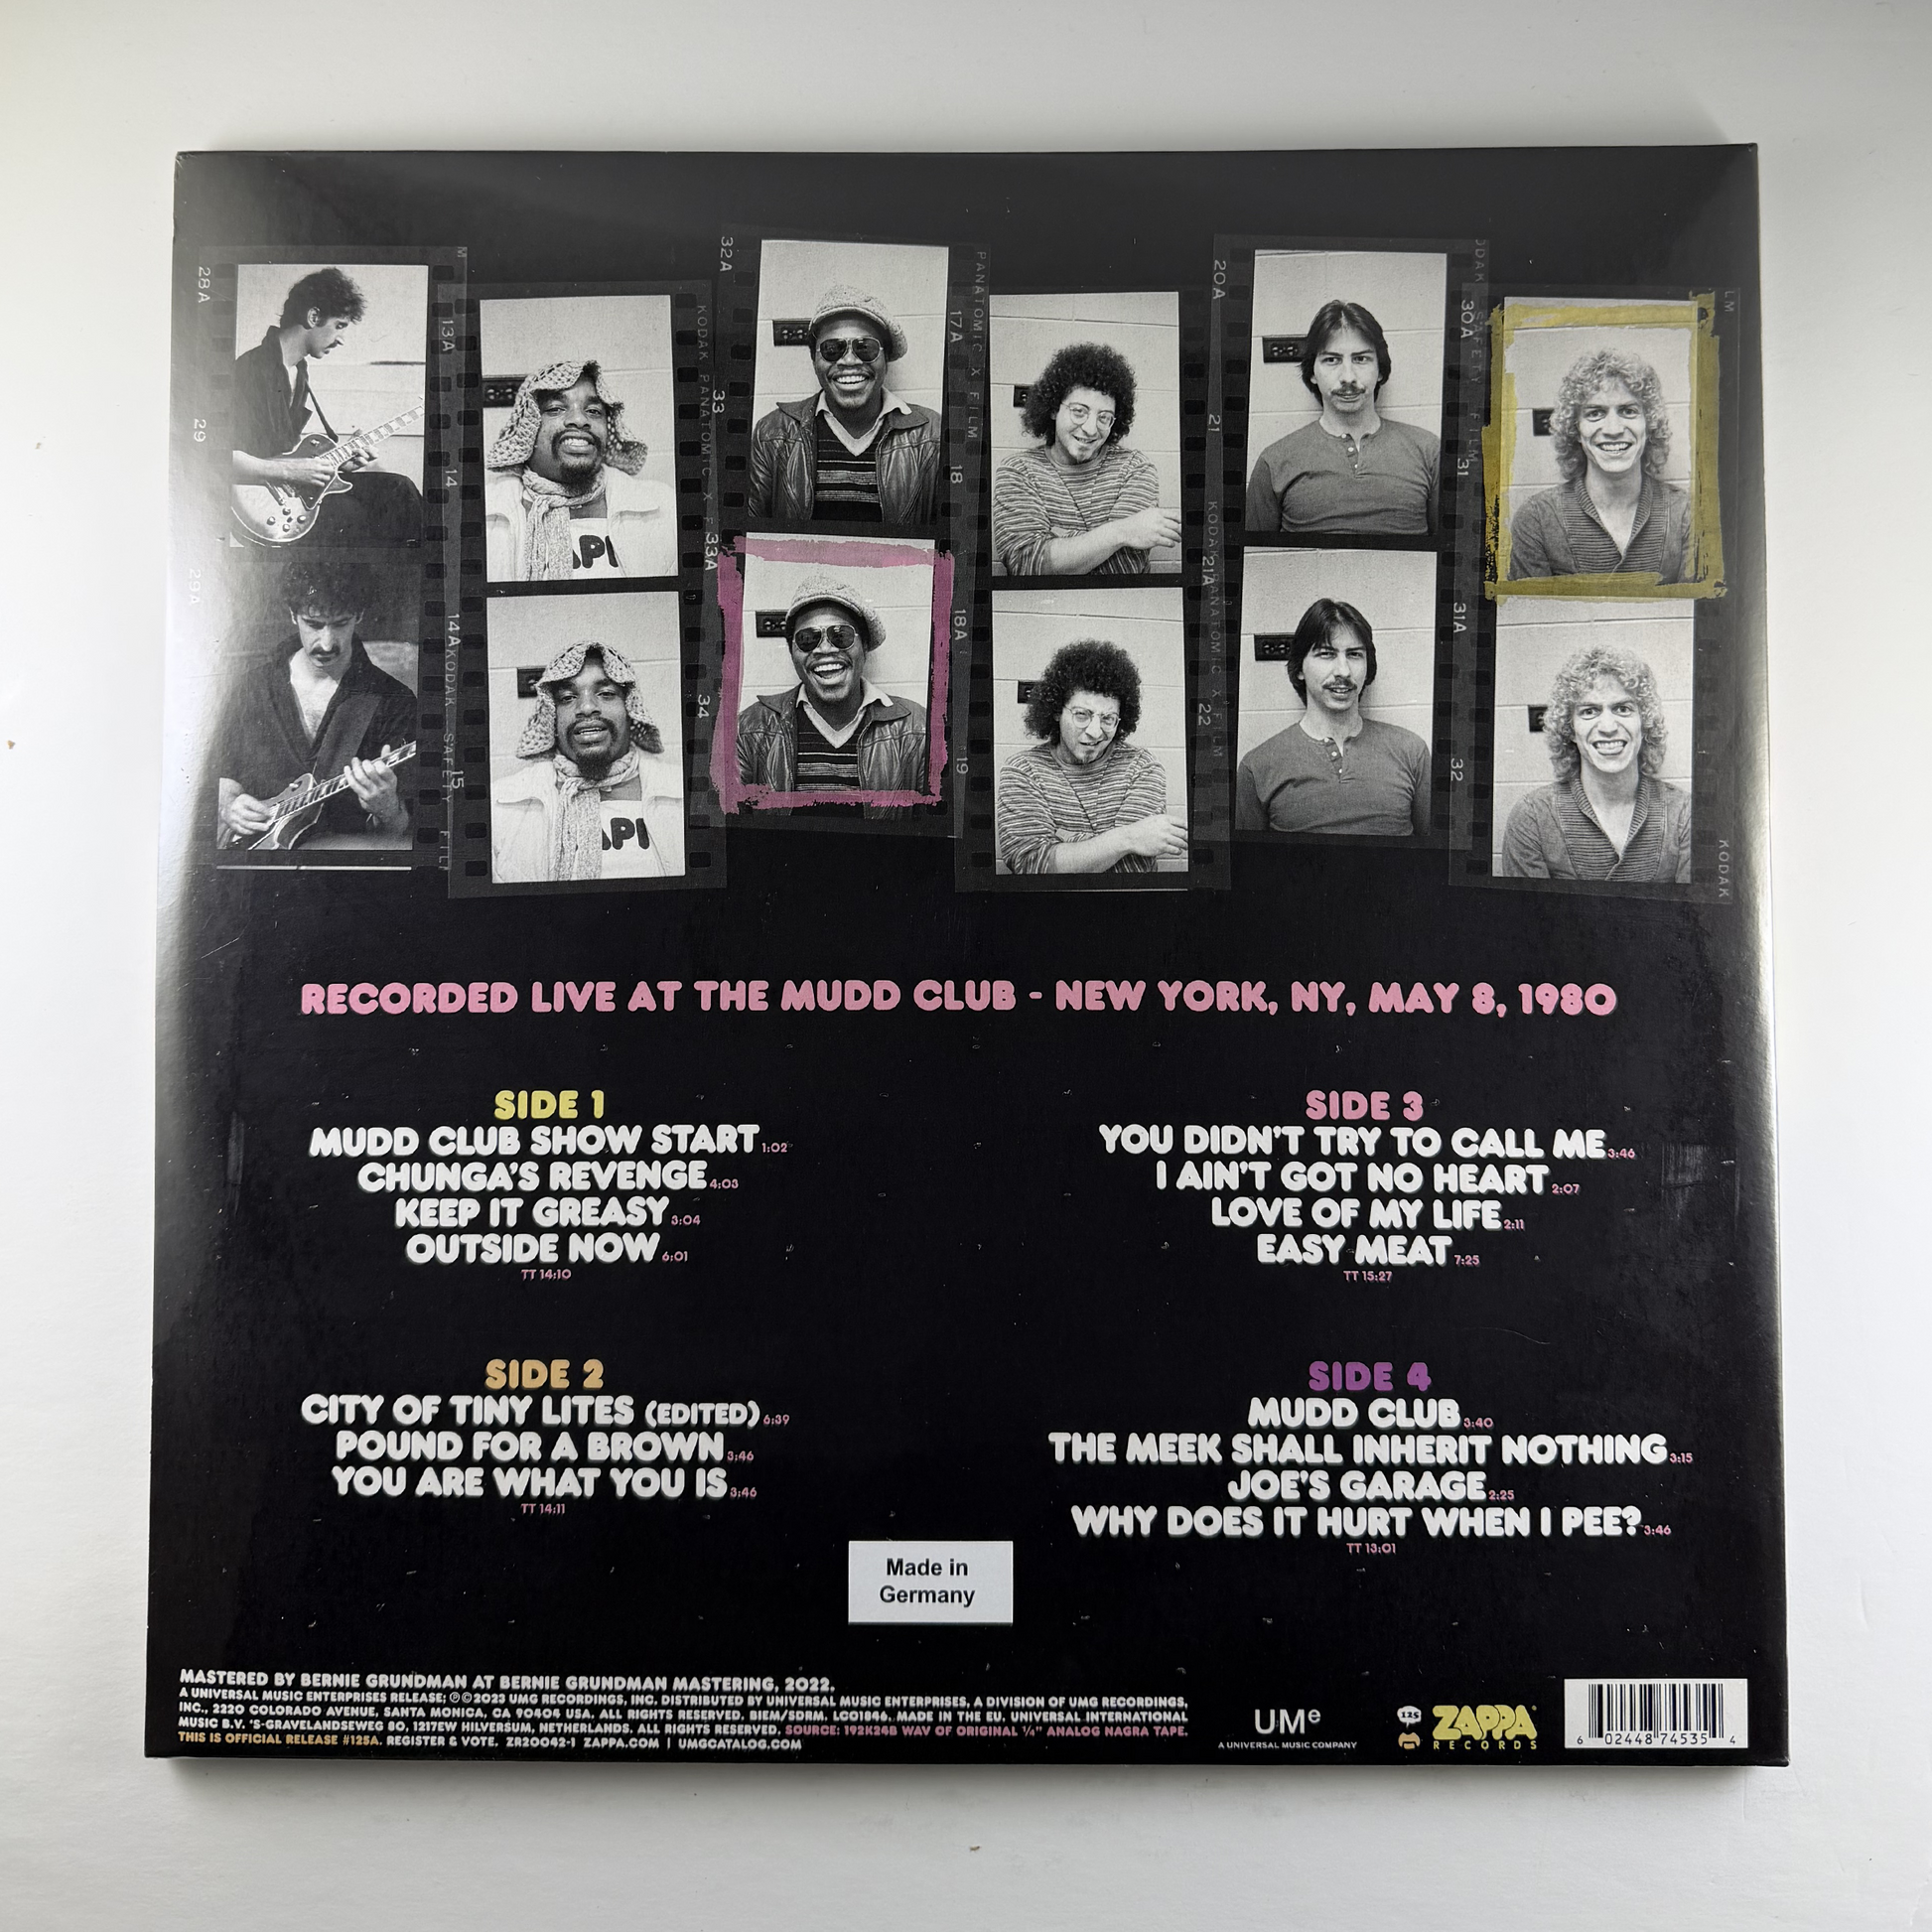 28A
29
29A
M
13A
14
14A
KODAK SAFETY FIL
15
KODAK PANATOMIC X F
API
API
32A
33
33A
34
PANATOMIC X FILM
17A
18
18A
19
20A
21
21A
22
KODAK
PANATOMIC X FILM
SAFETY FILM
30A
31
31A
32
LM
KODAK
RECORDED LIVE AT THE MUDD CLUB - NEW YORK, NY, MAY 8, 1980
SIDE 1
MUDD CLUB SHOW START 1:02
CHUNGA'S REVENGE 4:03
KEEP IT GREASY 3:04
OUTSIDE NOW 6:01
TT 14:10
SIDE 2
CITY OF TINY LITES (EDITED) 6:39
POUND FOR A BROWN 3:46
YOU ARE WHAT YOU IS 3:46
TT 14:11
SIDE 3
YOU DIDN'T TRY TO CALL ME 3:46
I AIN'T GOT NO HEART 2:07
LOVE OF MY LIFE 2:11
EASY MEAT 7:25
TT 15:27
SIDE 4
MUDD CLUB 3:40
THE MEEK SHALL INHERIT NOTHING 3:15
JOE'S GARAGE 2:25
WHY DOES IT HURT WHEN I PEE? 3:46
TT 13:01
Made in
Germany
MASTERED BY BERNIE GRUNDMAN AT BERNIE GRUNDMAN MASTERING, 2022.
A UNIVERSAL MUSIC ENTERPRISES RELEASE; ℗©2023 UMG RECORDINGS, INC. DISTRIBUTED BY UNIVERSAL MUSIC ENTERPRISES, A DIVISION OF UMG RECORDINGS,
INC., 2220 COLORADO AVENUE, SANTA MONICA, CA 90404 USA. ALL RIGHTS RESERVED. BIEM/SDRM. LC01846. MADE IN THE EU. UNIVERSAL INTERNATIONAL
MUSIC B.V. 'S-GRAVELANDSEWEG 80, 1217EW HILVERSUM, NETHERLANDS. ALL RIGHTS RESERVED. SOURCE: 192K24B WAV OF ORIGINAL ¼" ANALOG NAGRA TAPE.
THIS IS OFFICIAL RELEASE #125A. REGISTER & VOTE. ZR20042-1 ZAPPA.COM | UMGCATALOG.COM
UMe
A UNIVERSAL MUSIC COMPANY
125
ZAPPA
RECORDS
6 02448 74535 4